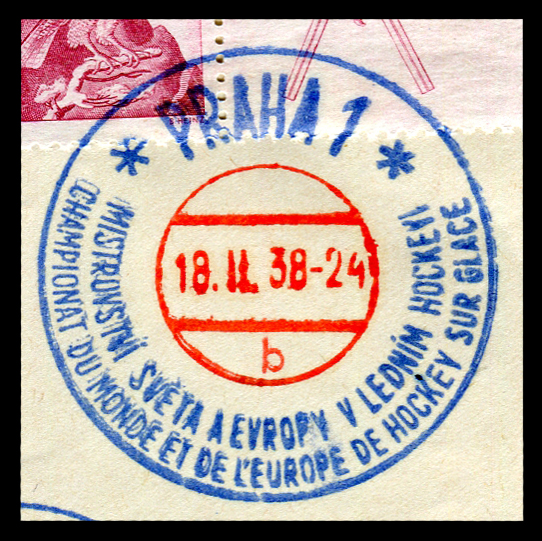 PRAHA 1
MISTROVSTVÍ SVĚTA A EVROPY V LEDNÍM HOCKEYI
CHAMPIONAT DU MONDE ET DE L'EUROPE DE HOCKEY SUR GLACE
18. II. 38-24
b